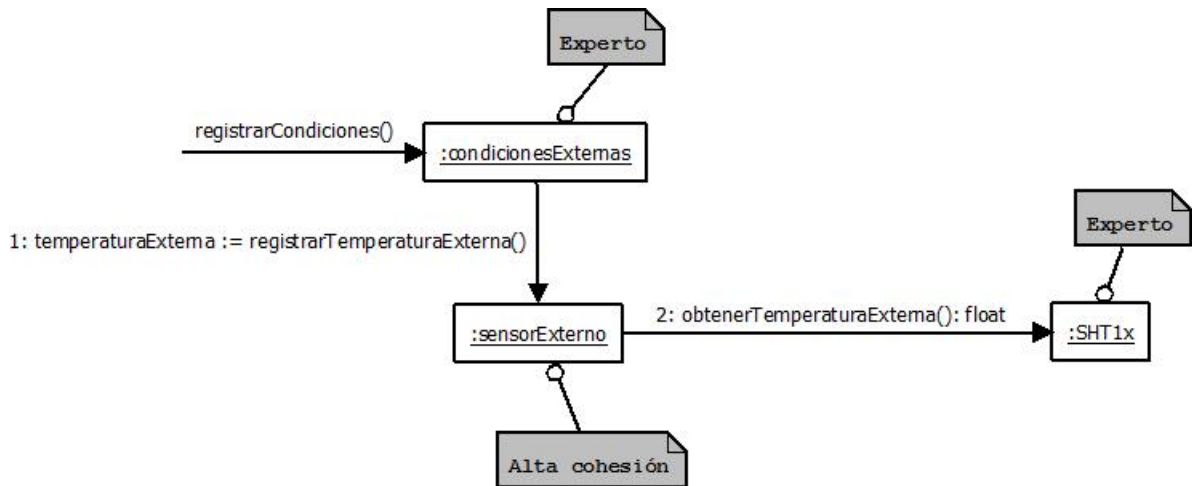 Experto
registrarCondiciones()
:condicionesExternas
Experto
1: temperaturaExterna := registrarTemperaturaExterna()
2: obtenerTemperaturaExterna(): float
:sensorExterno
:SHT1x
Alta cohesión